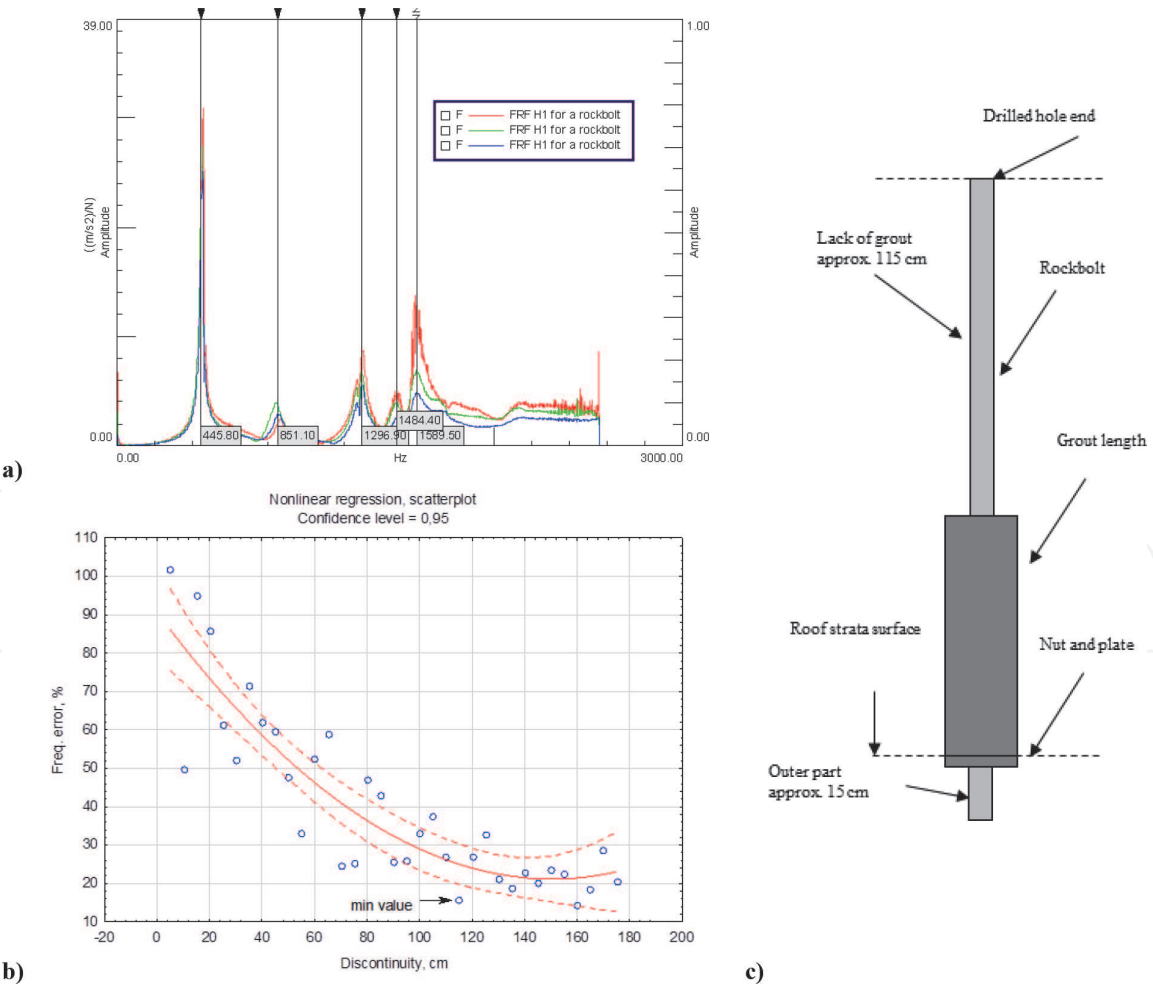 39.00
1.00
((m/s2)/N)
Amplitude
Amplitude
F FRF H1 for a rockbolt
F FRF H1 for a rockbolt
F FRF H1 for a rockbolt
445.80
851.10
1296.90
1484.40
1589.50
0.00
0.00
0.00
Hz
3000.00
a)
Nonlinear regression, scatterplot
Confidence level = 0,95
110
100
90
80
70
60
50
40
30
20
10
Freq. error, %
min value
-20 0 20 40 60 80 100 120 140 160 180 200
Discontinuity, cm
b)
Drilled hole end
Lack of grout
approx. 115 cm
Rockbolt
Grout length
Roof strata surface
Nut and plate
Outer part
approx. 15 cm
c)